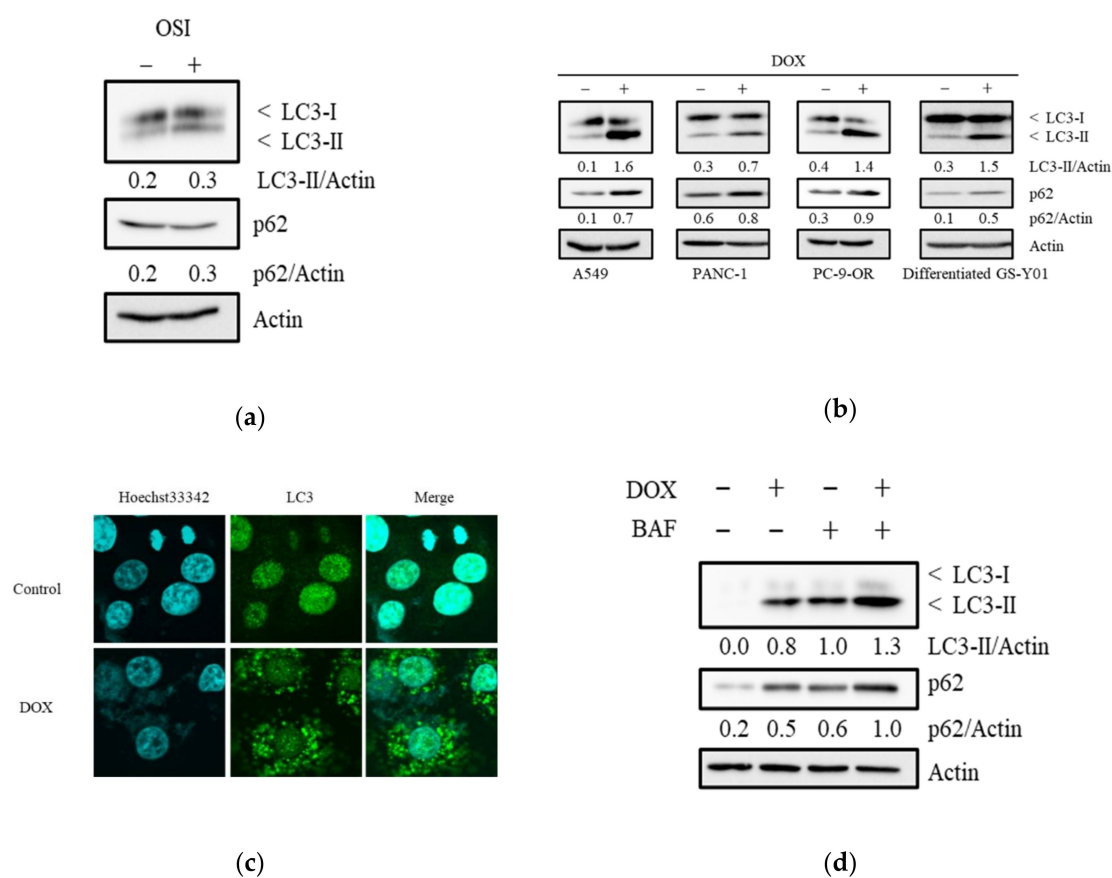 OSI
– +
< LC3-I
< LC3-II
0.2 0.3 LC3-II/Actin
p62
0.2 0.3 p62/Actin
Actin
(a)
DOX
– + – + – + – +
< LC3-I
< LC3-II
0.1 1.6 0.3 0.7 0.4 1.4 0.3 1.5 LC3-II/Actin
p62
0.1 0.7 0.6 0.8 0.3 0.9 0.1 0.5 p62/Actin
Actin
A549 PANC-1 PC-9-OR Differentiated GS-Y01
(b)
Hoechst33342 LC3 Merge
Control
DOX
(c)
DOX – + – +
BAF – – + +
< LC3-I
< LC3-II
0.0 0.8 1.0 1.3 LC3-II/Actin
p62
0.2 0.5 0.6 1.0 p62/Actin
Actin
(d)